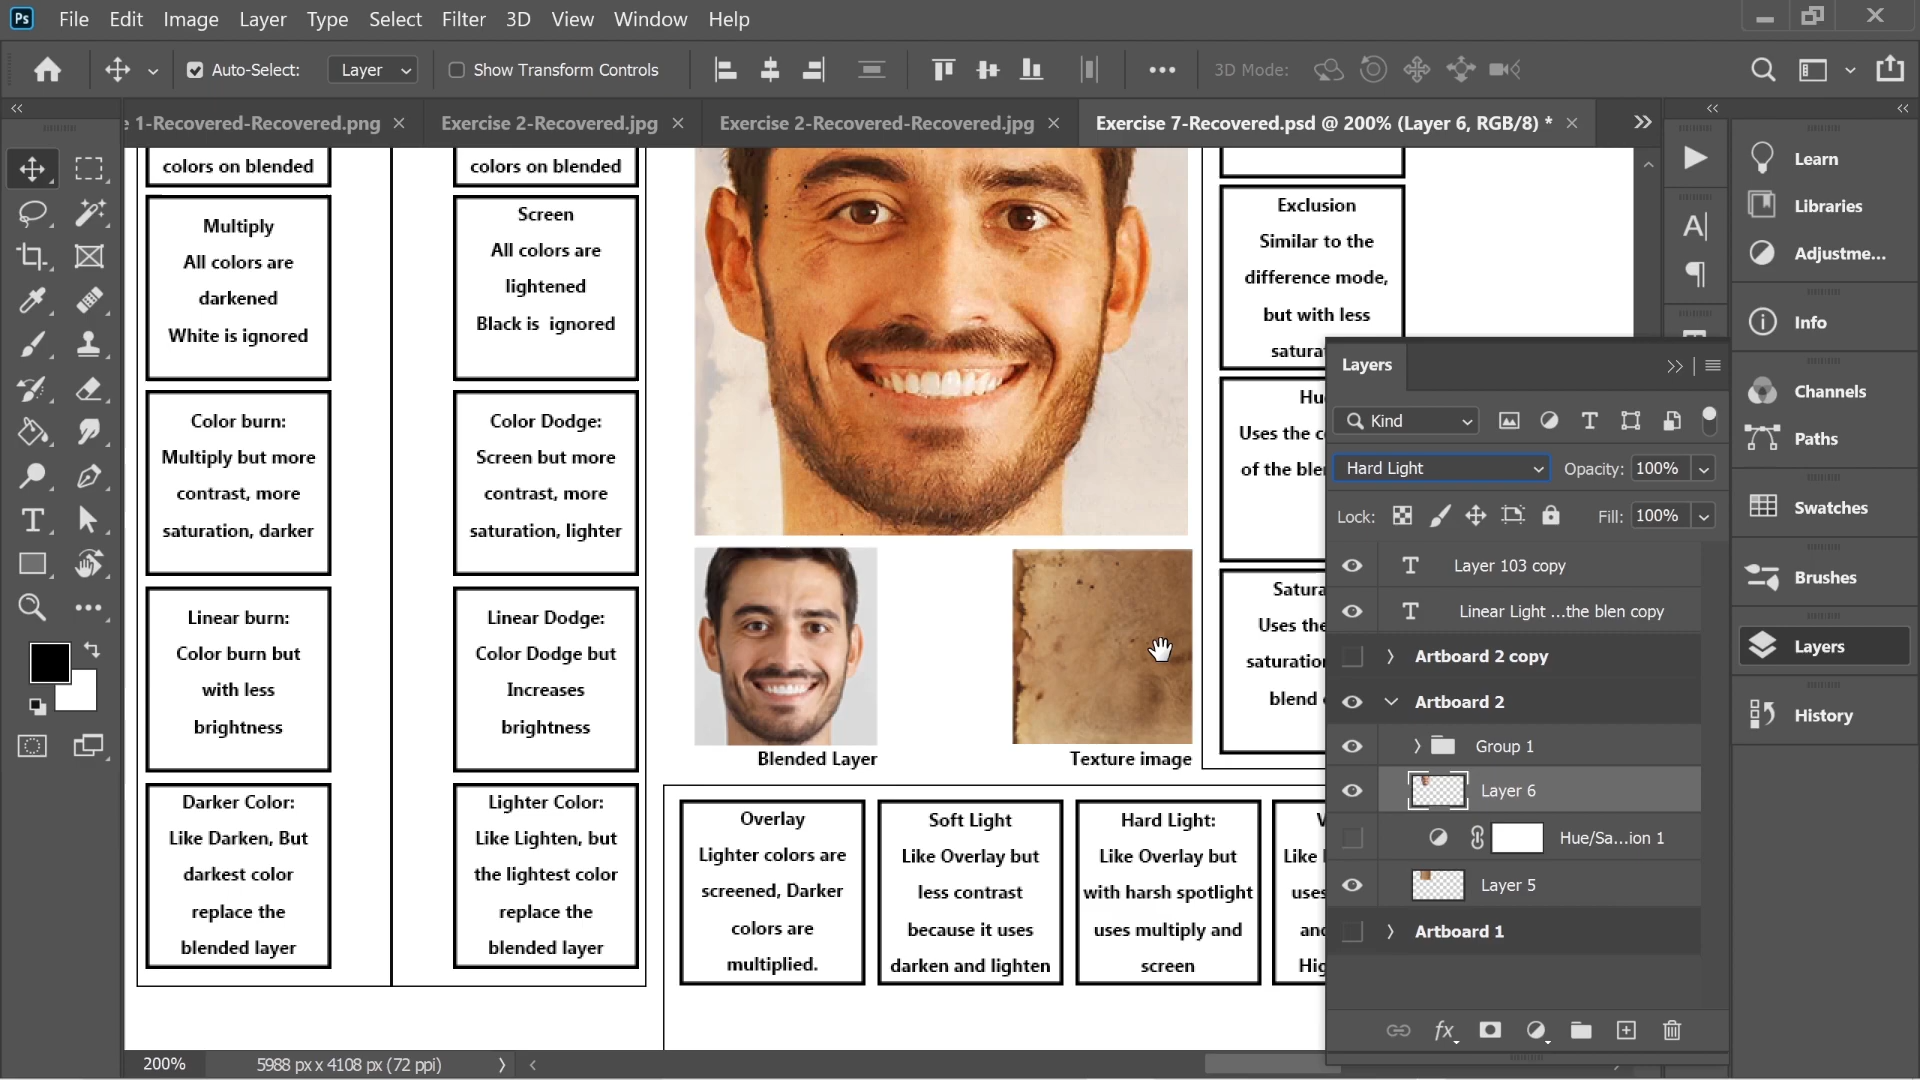 Ps File Edit Image Layer Type Select Filter 3D View Window Help
Auto-Select: Layer Show Transform Controls 3D Mode:
1-Recovered-Recovered.png Exercise 2-Recovered.jpg Exercise 2-Recovered-Recovered.jpg Exercise 7-Recovered.psd @ 200% (Layer 6, RGB/8) *
colors on blended
Multiply
All colors are
darkened
White is ignored
Color burn:
Multiply but more
contrast, more
saturation, darker
Linear burn:
Color burn but
with less
brightness
Darker Color:
Like Darken, But
darkest color
replace the
blended layer
colors on blended
Screen
All colors are
lightened
Black is ignored
Color Dodge:
Screen but more
contrast, more
saturation, lighter
Linear Dodge:
Color Dodge but
Increases
brightness
Lighter Color:
Like Lighten, but
the lightest color
replace the
blended layer
Blended Layer
Texture image
Overlay
Lighter colors are
screened, Darker
colors are
multiplied.
Soft Light
Like Overlay but
less contrast
because it uses
darken and lighten
Hard Light:
Like Overlay but
with harsh spotlight
uses multiply and
screen
Like
Exclusion
Similar to the
difference mode,
but with less
Uses the
of the
Uses the
blend
Layers
Kind
Hard Light Opacity: 100%
Lock: Fill: 100%
Layer 103 copy
Linear Light ...the blen copy
Artboard 2 copy
Artboard 2
Group 1
Layer 6
Hue/Sa...ion 1
Layer 5
Artboard 1
fx
Learn
Libraries
Adjustme...
Info
Channels
Paths
Swatches
Brushes
Layers
History
200% 5988 px x 4108 px (72 ppi)